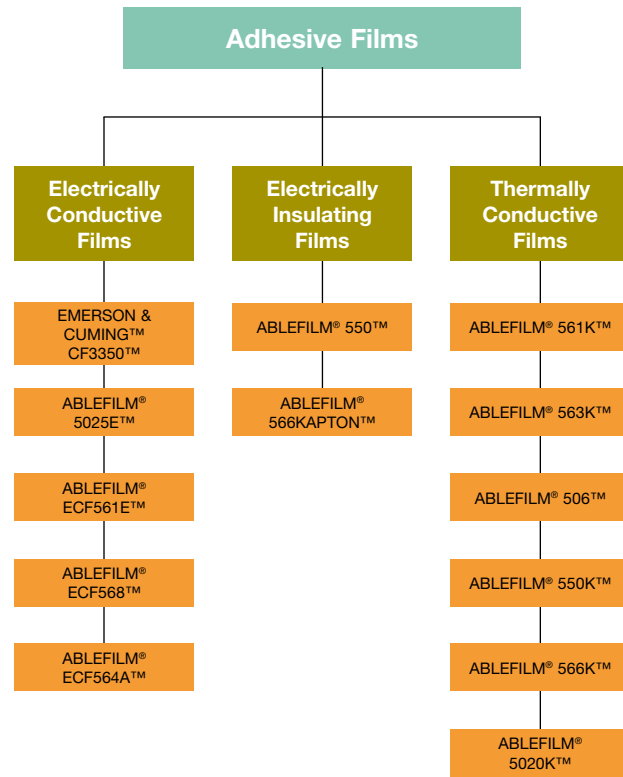 Adhesive Films
Electrically
Conductive
Films
EMERSON &
CUMING™
CF3350™
ABLEFILM®
5025E™
ABLEFILM®
ECF561E™
ABLEFILM®
ECF568™
ABLEFILM®
ECF564A™
Electrically
Insulating
Films
ABLEFILM® 550™
ABLEFILM®
566KAPTON™
Thermally
Conductive
Films
ABLEFILM® 561K™
ABLEFILM® 563K™
ABLEFILM® 506™
ABLEFILM® 550K™
ABLEFILM® 566K™
ABLEFILM®
5020K™